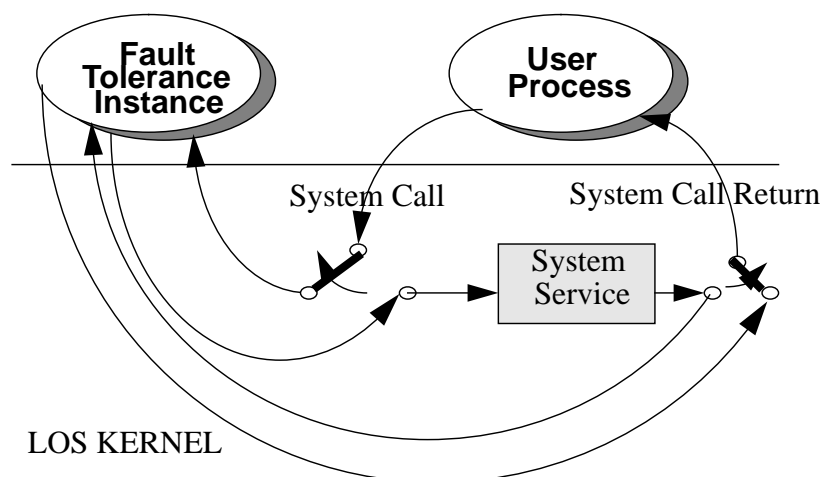 Fault
Tolerance
Instance
User
Process
System Call
System Call Return
System
Service
LOS KERNEL